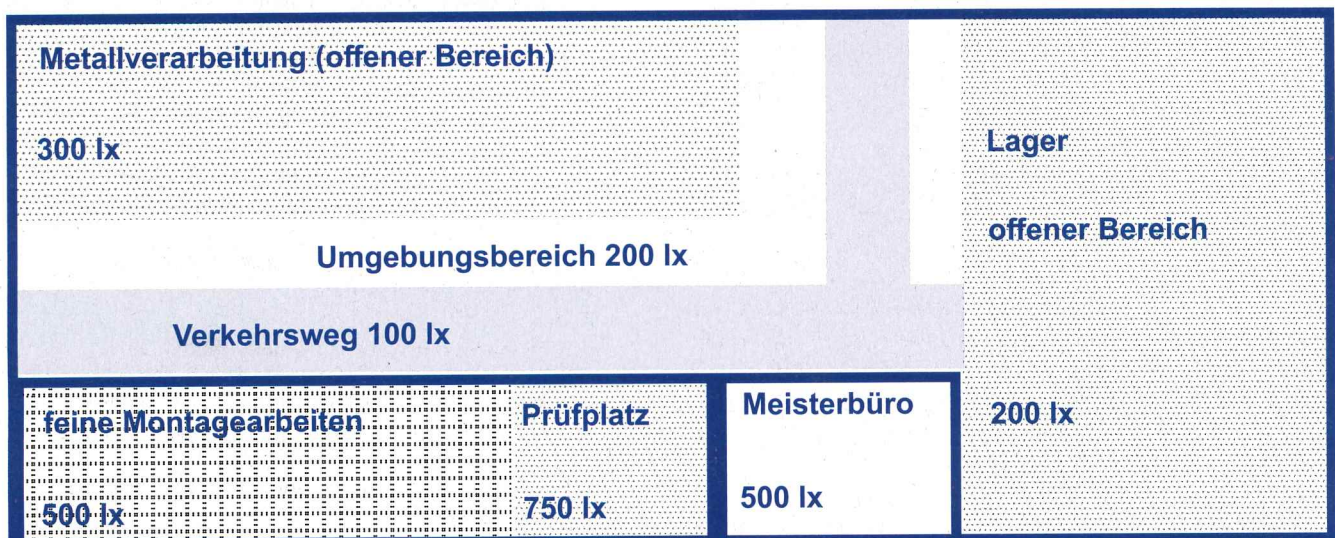 Metallverarbeitung (offener Bereich)
300 lx
Umgebungsbereich 200 lx
Verkehrsweg 100 lx
Lager
offener Bereich
200 lx
feine Montagearbeiten
500 lx
Prüfplatz
750 lx
Meisterbüro
500 lx